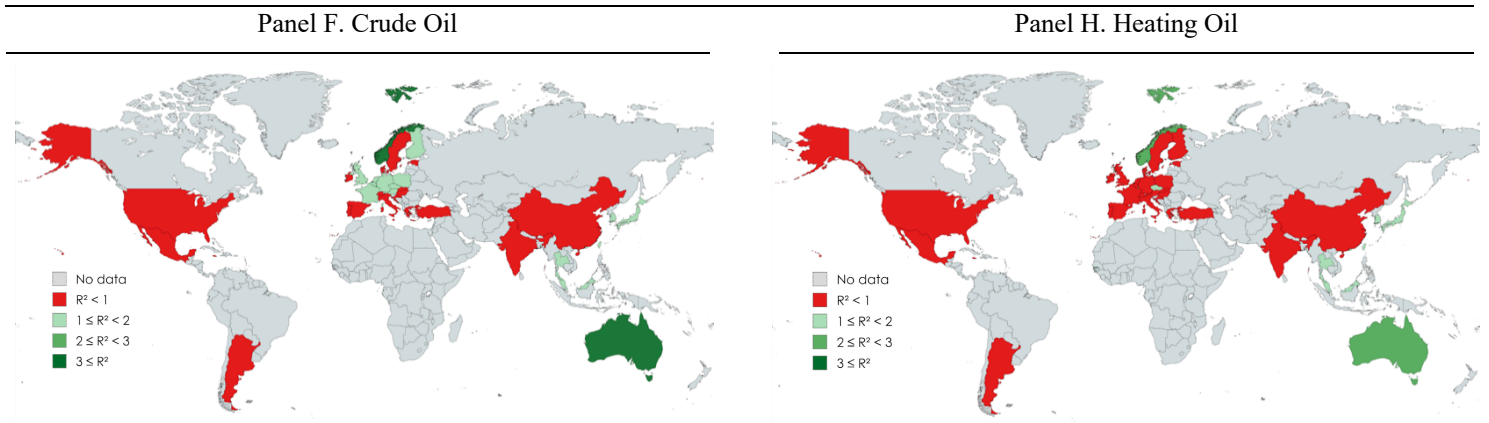 Panel F. Crude Oil
No data
R² < 1
1 ≤ R² < 2
2 ≤ R² < 3
3 ≤ R²
Panel H. Heating Oil
No data
R² < 1
1 ≤ R² < 2
2 ≤ R² < 3
3 ≤ R²